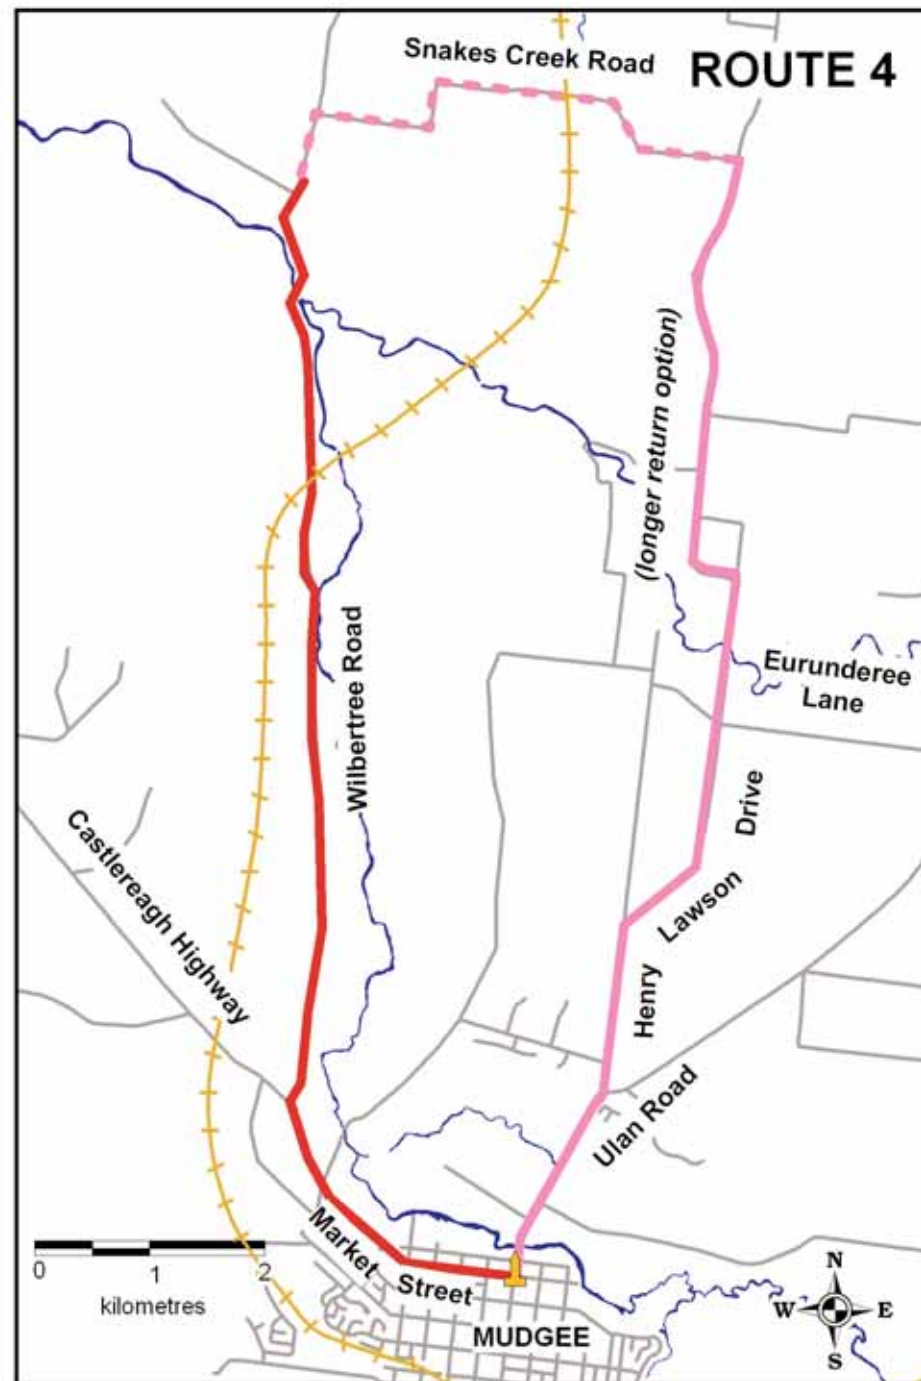 Snakes Creek Road
ROUTE 4
(longer return option)
Wilbertree Road
Eurunderee
Lane
Castlereagh Highway
Henry Lawson Drive
Ulan Road
Market Street
0 1 2
kilometres
MUDGEE
N
W E
S